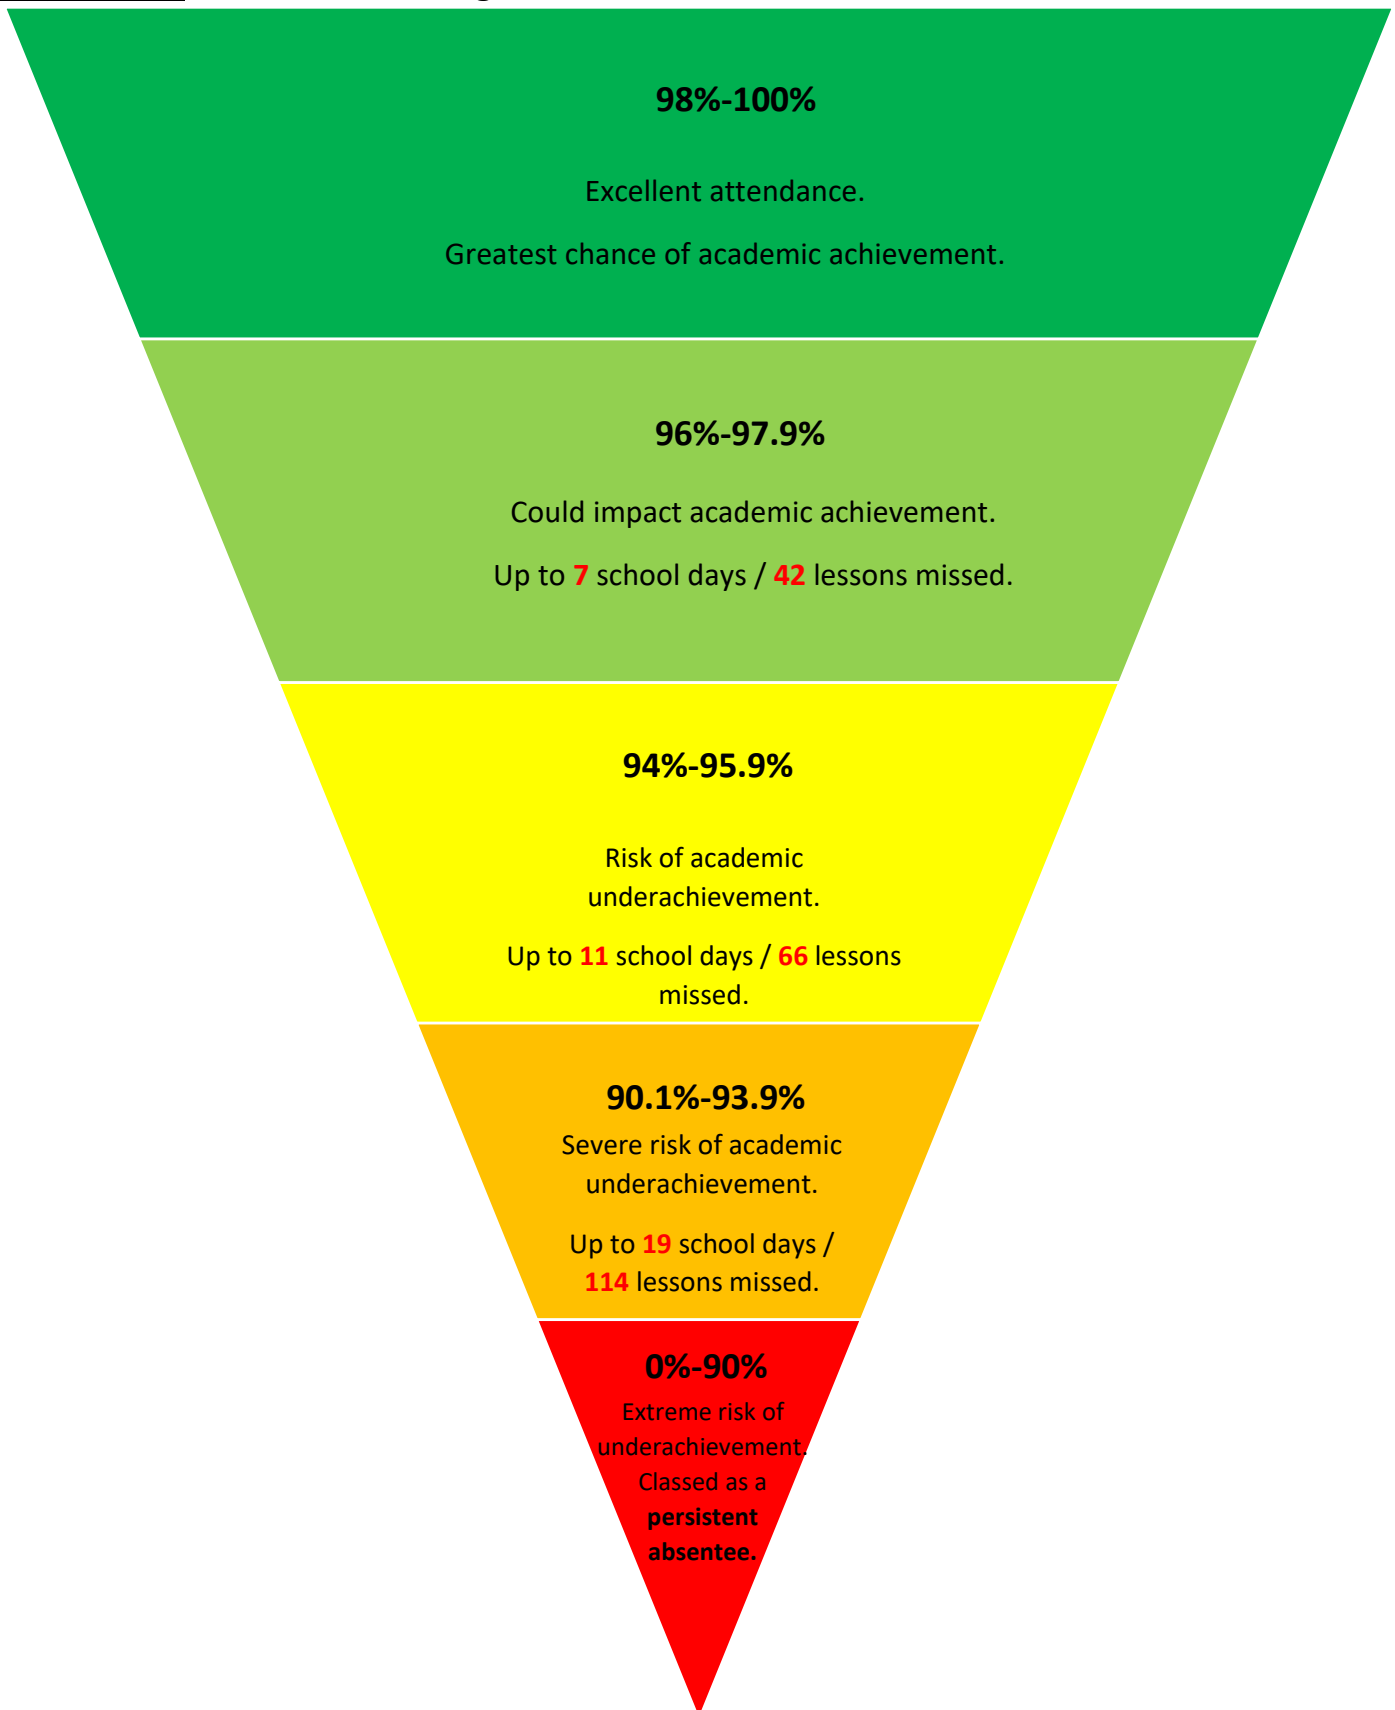 98%-100%
Excellent attendance.
Greatest chance of academic achievement.
96%-97.9%
Could impact academic achievement.
Up to 7 school days / 42 lessons missed.
94%-95.9%
Risk of academic
underachievement.
Up to 11 school days / 66 lessons
missed.
90.1%-93.9%
Severe risk of academic
underachievement.
Up to 19 school days /
114 lessons missed.
0%-90%
Extreme risk of
underachievement.
Classed as a
persistent
absentee.